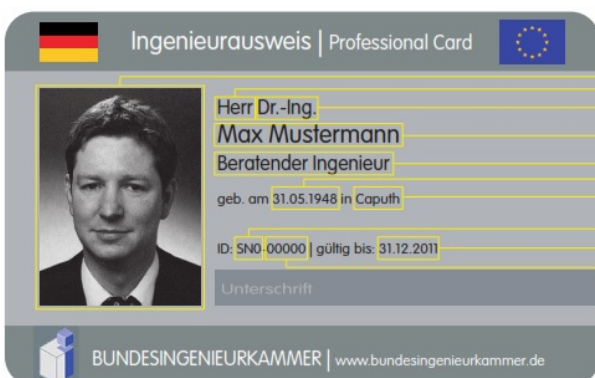 Ingenieurausweis | Professional Card
Herr Dr.-Ing.
Max Mustermann
Beratender Ingenieur
geb. am 31.05.1948 in Caputh
ID: SN0-00000 | gültig bis: 31.12.2011
Unterschrift
BUNDESINGENIEURKAMMER | www.bundesingenieurkammer.de